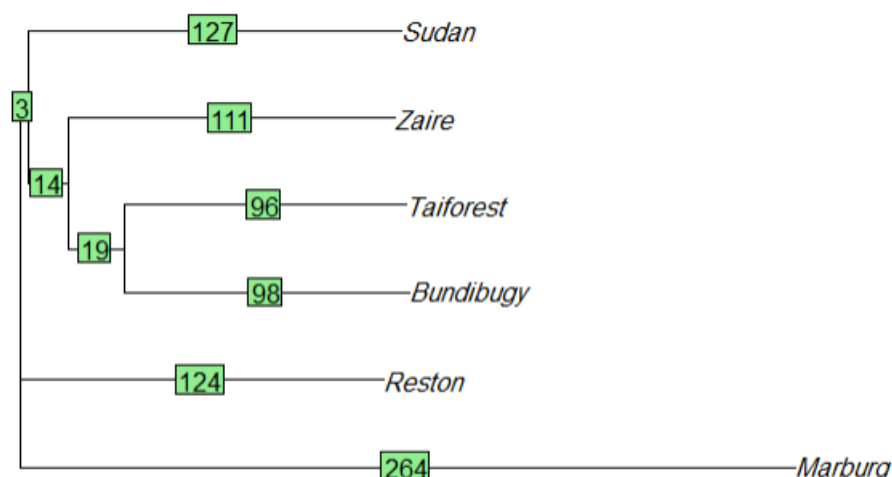 127 Sudan
3
111 Zaire
14
96 Taiforest
19
98 Bundibugy
124 Reston
264 Marburg